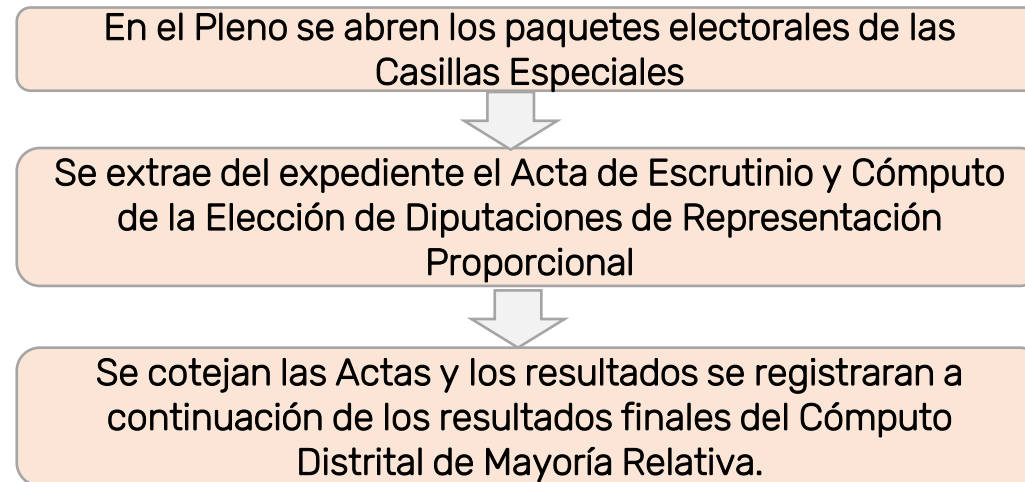 En el Pleno se abren los paquetes electorales de las
Casillas Especiales
Se extrae del expediente el Acta de Escrutinio y Cómputo
de la Elección de Diputaciones de Representación
Proporcional
Se cotejan las Actas y los resultados se registraran a
continuación de los resultados finales del Cómputo
Distrital de Mayoría Relativa.